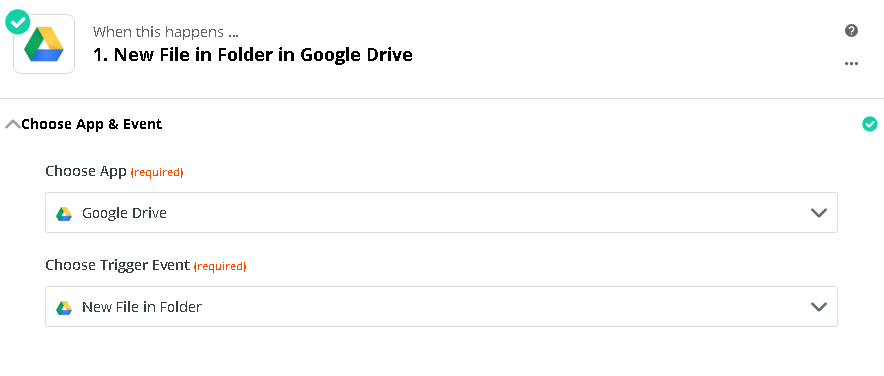 When this happens ...
1. New File in Folder in Google Drive
Choose App & Event
Choose App (required)
Google Drive
Choose Trigger Event (required)
New File in Folder